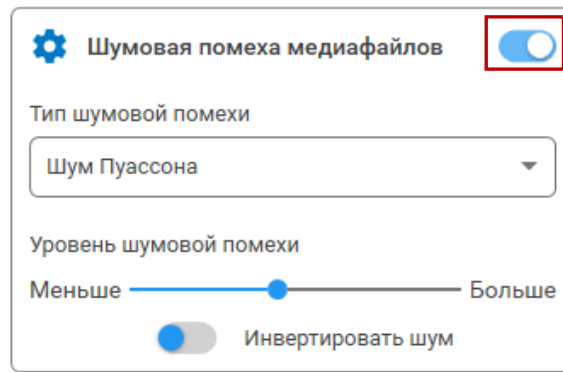 Шумовая помеха медиафайлов
Тип шумовой помехи
Шум Пуассона
Уровень шумовой помехи
Меньше Больше
Инвертировать шум